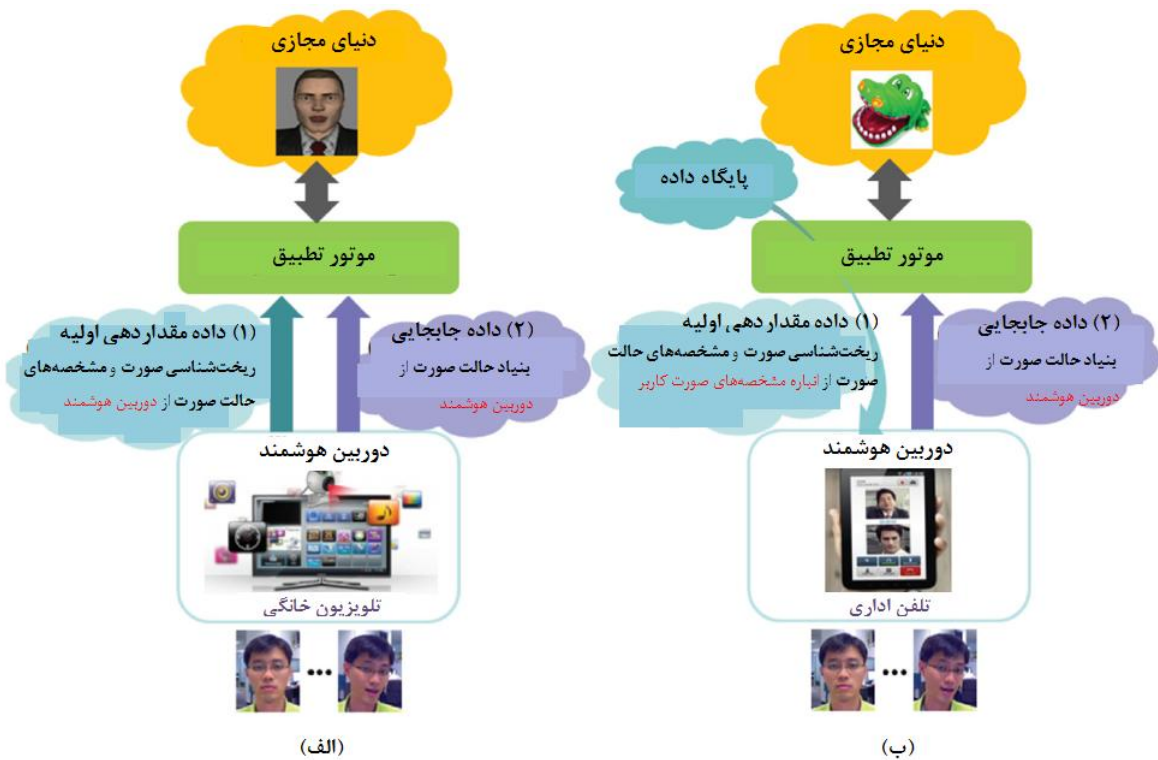 دنیای مجازی
موتور تطبیق
(۱) داده مقداردهی اولیه
ریخت‌شناسی صورت و مشخصه‌های
حالت صورت از دوربین هوشمند
(۲) داده جابجایی
بنیاد حالت صورت از
دوربین هوشمند
دوربین هوشمند
تلویزیون خانگی
(الف)
دنیای مجازی
پایگاه داده
موتور تطبیق
(۱) داده مقداردهی اولیه
ریخت‌شناسی صورت و مشخصه‌های حالت
صورت از انباره مشخصه‌های صورت کاربر
(۲) داده جابجایی
بنیاد حالت صورت از
دوربین هوشمند
دوربین هوشمند
تلفن اداری
(ب)